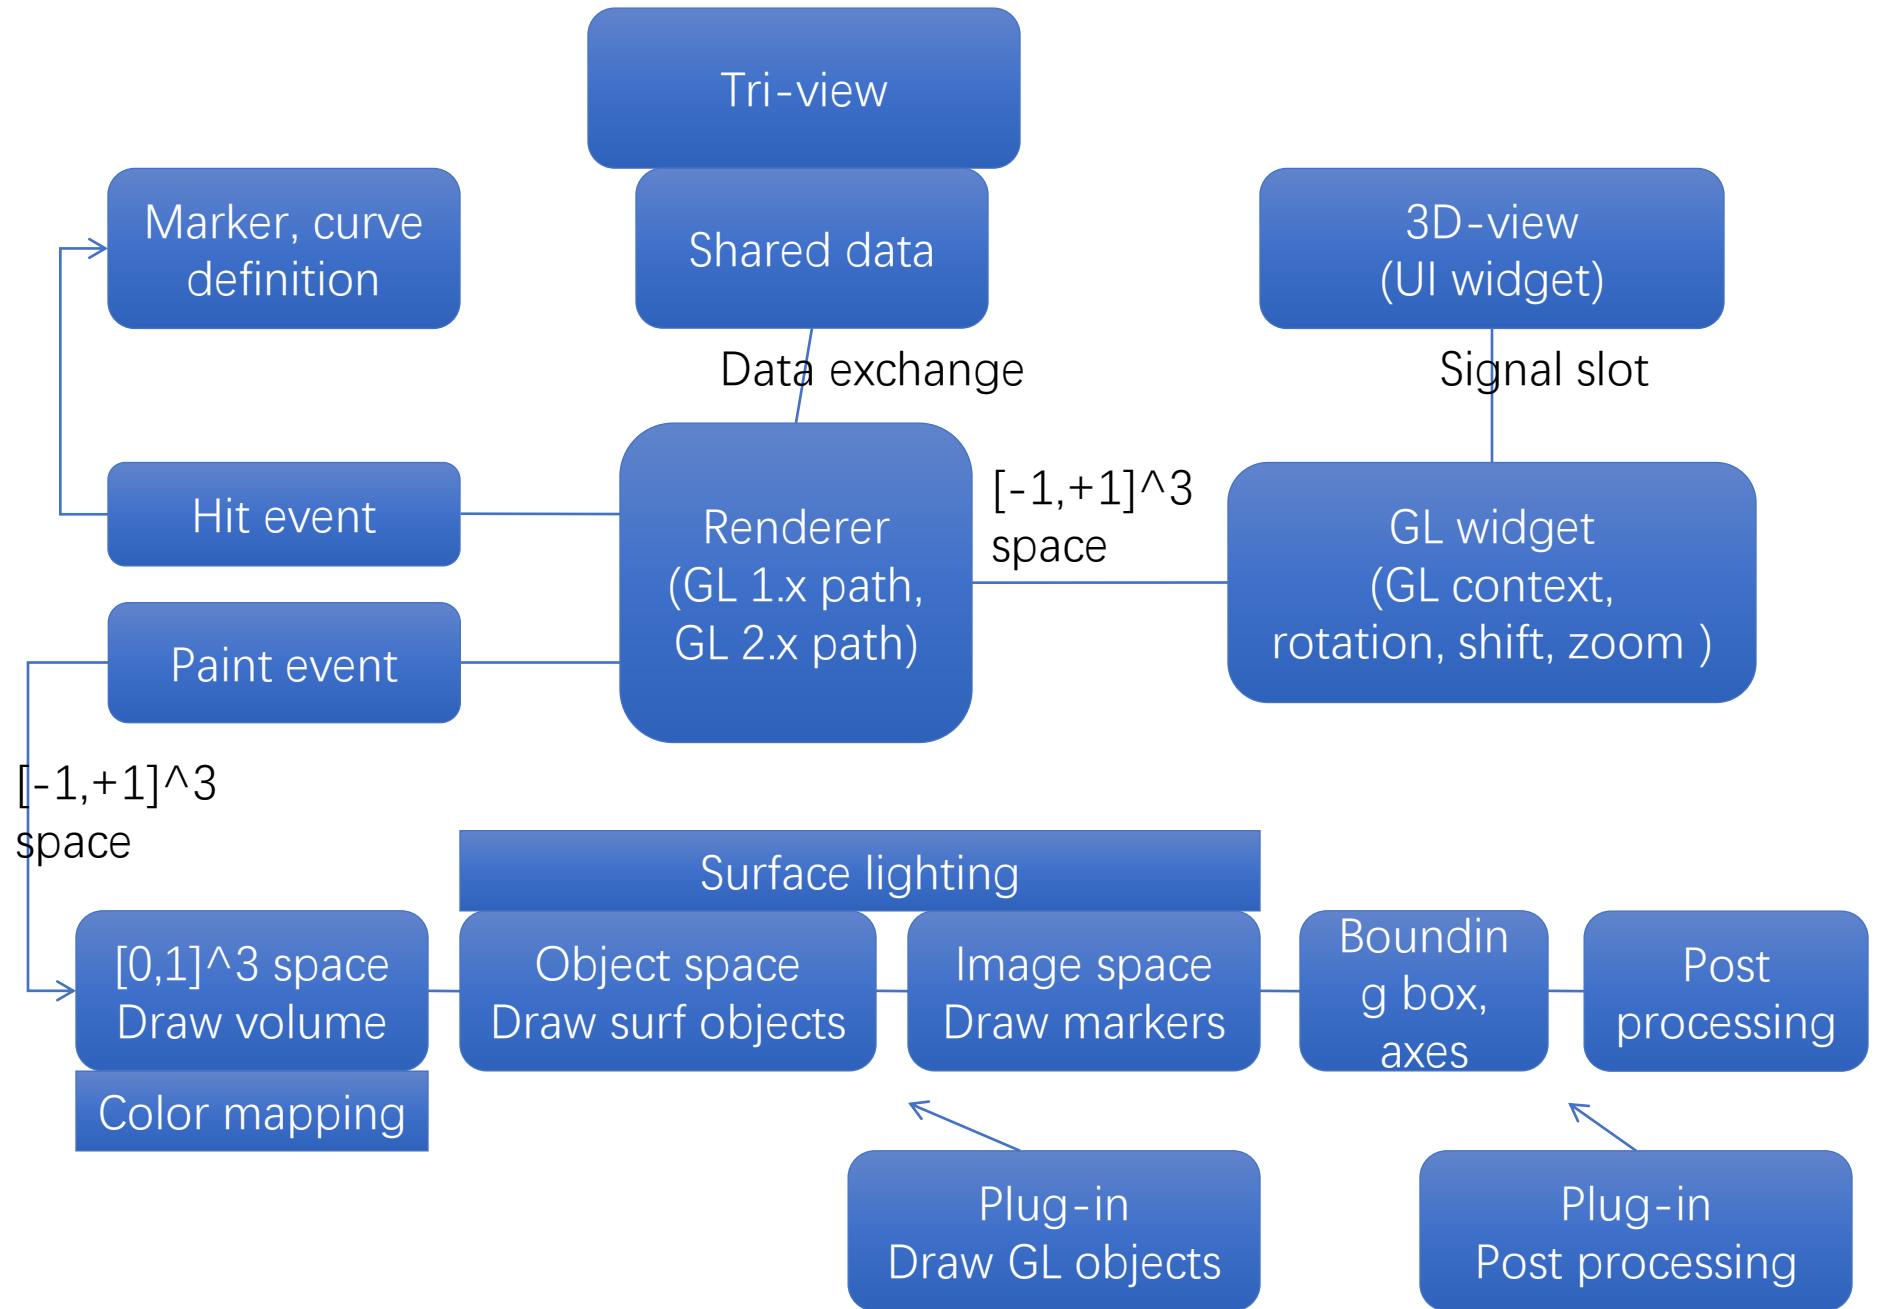 Tri-view
Marker, curve
definition
Shared data
3D-view
(UI widget)
Data exchange
Signal slot
Hit event
Paint event
Renderer
(GL 1.x path,
GL 2.x path)
[-1,+1]^3
space
GL widget
(GL context,
rotation, shift, zoom )
[-1,+1]^3
space
Surface lighting
[0,1]^3 space
Draw volume
Color mapping
Object space
Draw surf objects
Image space
Draw markers
Boundin
g box,
axes
Post
processing
Plug-in
Draw GL objects
Plug-in
Post processing